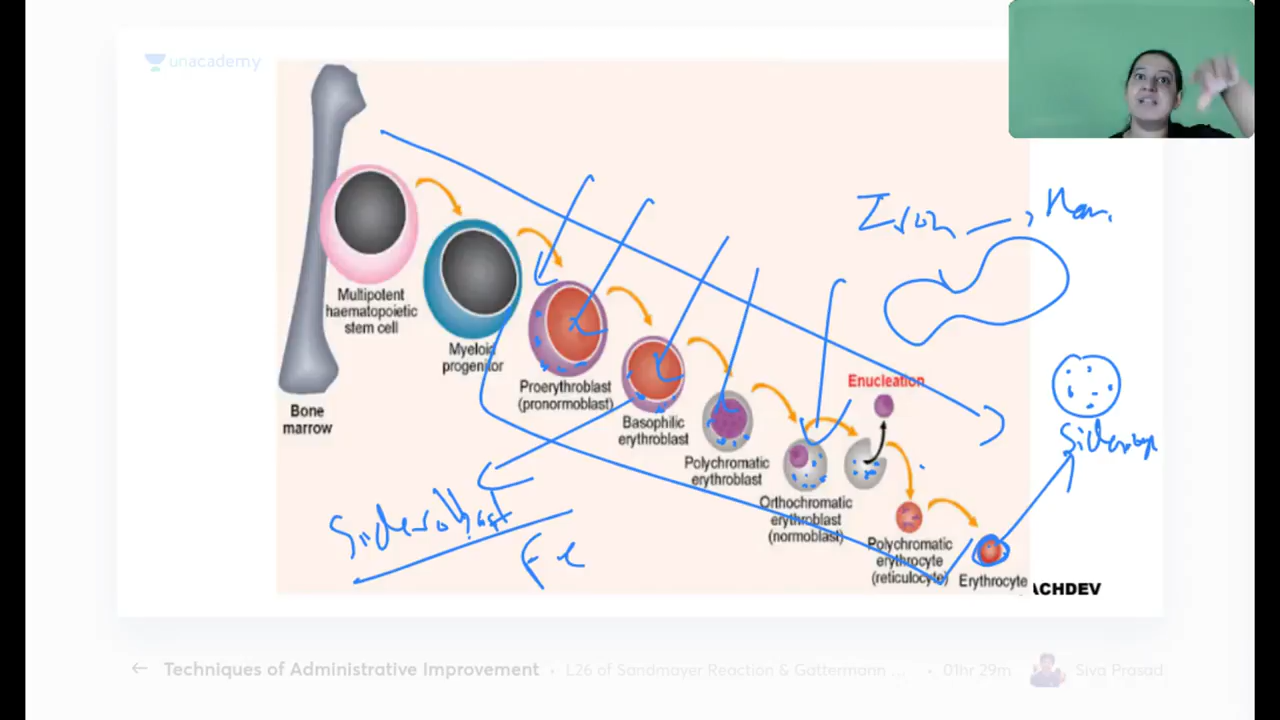 unacademy
Iron
Enucleation
Multipotent
haematopoietic
stem cell
Myeloid
progenitor
Proerythroblast
(pronormoblast)
Bone
marrow
Basophilic
erythroblast
Polychromatic
erythroblast
Orthochromatic
erythroblast
(normoblast)
Sideroblast
Fe
Polychromatic
erythrocyte
(reticulocyte)
Erythrocyte
ACHDEV
← Techniques of Administrative Improvement • L26 of Sandmayer Reaction & Gattermann ... • 01hr 29m Siva Prasad